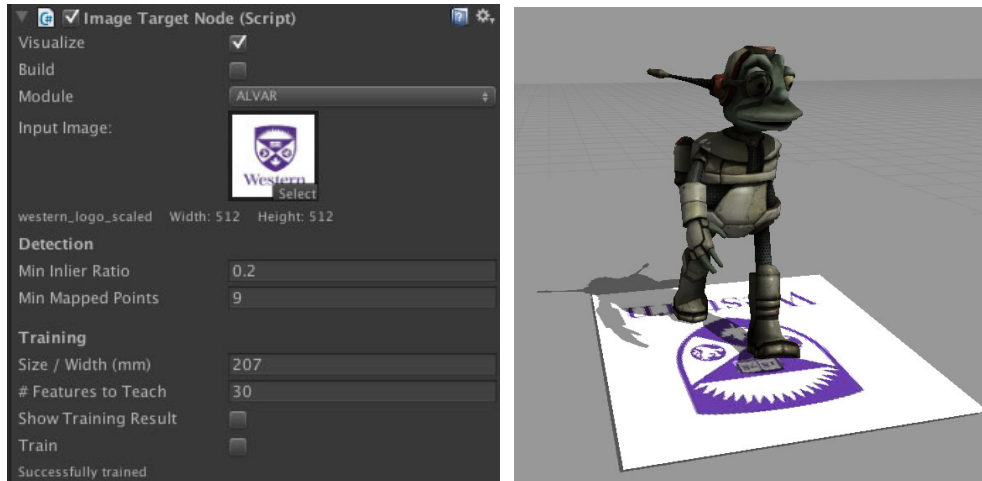 Image Target Node (Script)
Visualize
Build
Module ALVAR
Input Image:
Western
Select
western_logo_scaled Width: 512 Height: 512
Detection
Min Inlier Ratio 0.2
Min Mapped Points 9
Training
Size / Width (mm) 207
# Features to Teach 30
Show Training Result
Train
Successfully trained